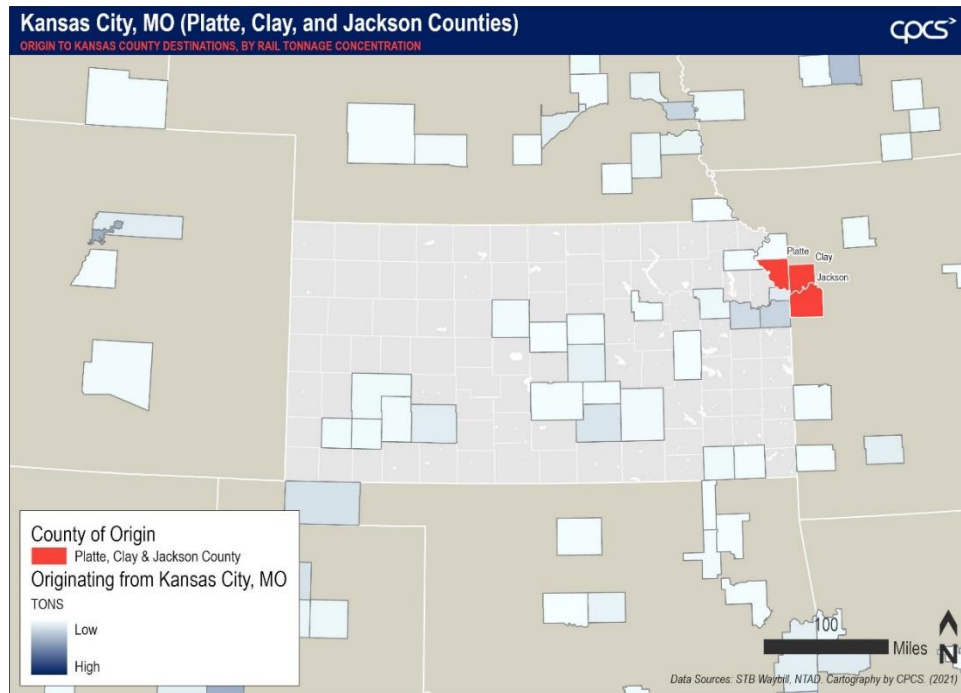 Kansas City, MO (Platte, Clay, and Jackson Counties)
ORIGIN TO KANSAS COUNTY DESTINATIONS, BY RAIL TONNAGE CONCENTRATION
cpcs
Platte
Clay
Jackson
County of Origin
Platte, Clay & Jackson County
Originating from Kansas City, MO
TONS
Low
High
100
Miles
N
Data Sources: STB Waybill, NTAD. Cartography by CPCS. (2021)